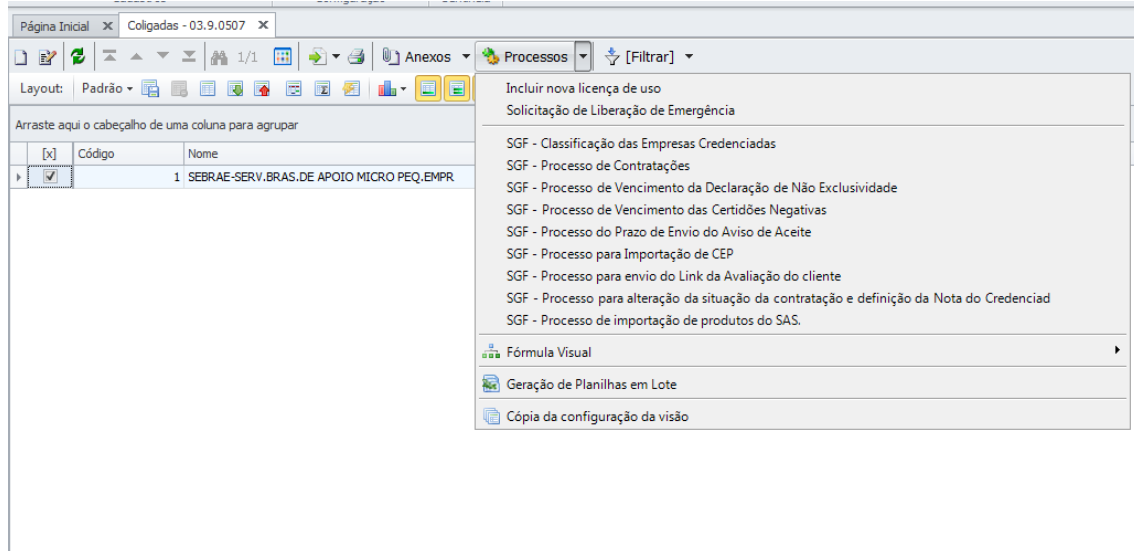 Página Inicial
Coligadas - 03.9.0507
1/1
Anexos
Processos
[Filtrar]
Layout:
Padrão
Arraste aqui o cabeçalho de uma coluna para agrupar
[x]
Código
Nome
1
SEBRAE-SERV.BRAS.DE APOIO MICRO PEQ.EMPR
Incluir nova licença de uso
Solicitação de Liberação de Emergência
SGF - Classificação das Empresas Credenciadas
SGF - Processo de Contratações
SGF - Processo de Vencimento da Declaração de Não Exclusividade
SGF - Processo de Vencimento das Certidões Negativas
SGF - Processo do Prazo de Envio do Aviso de Aceite
SGF - Processo para Importação de CEP
SGF - Processo para envio do Link da Avaliação do cliente
SGF - Processo para alteração da situação da contratação e definição da Nota do Credenciad
SGF - Processo de importação de produtos do SAS.
Fórmula Visual
Geração de Planilhas em Lote
Cópia da configuração da visão